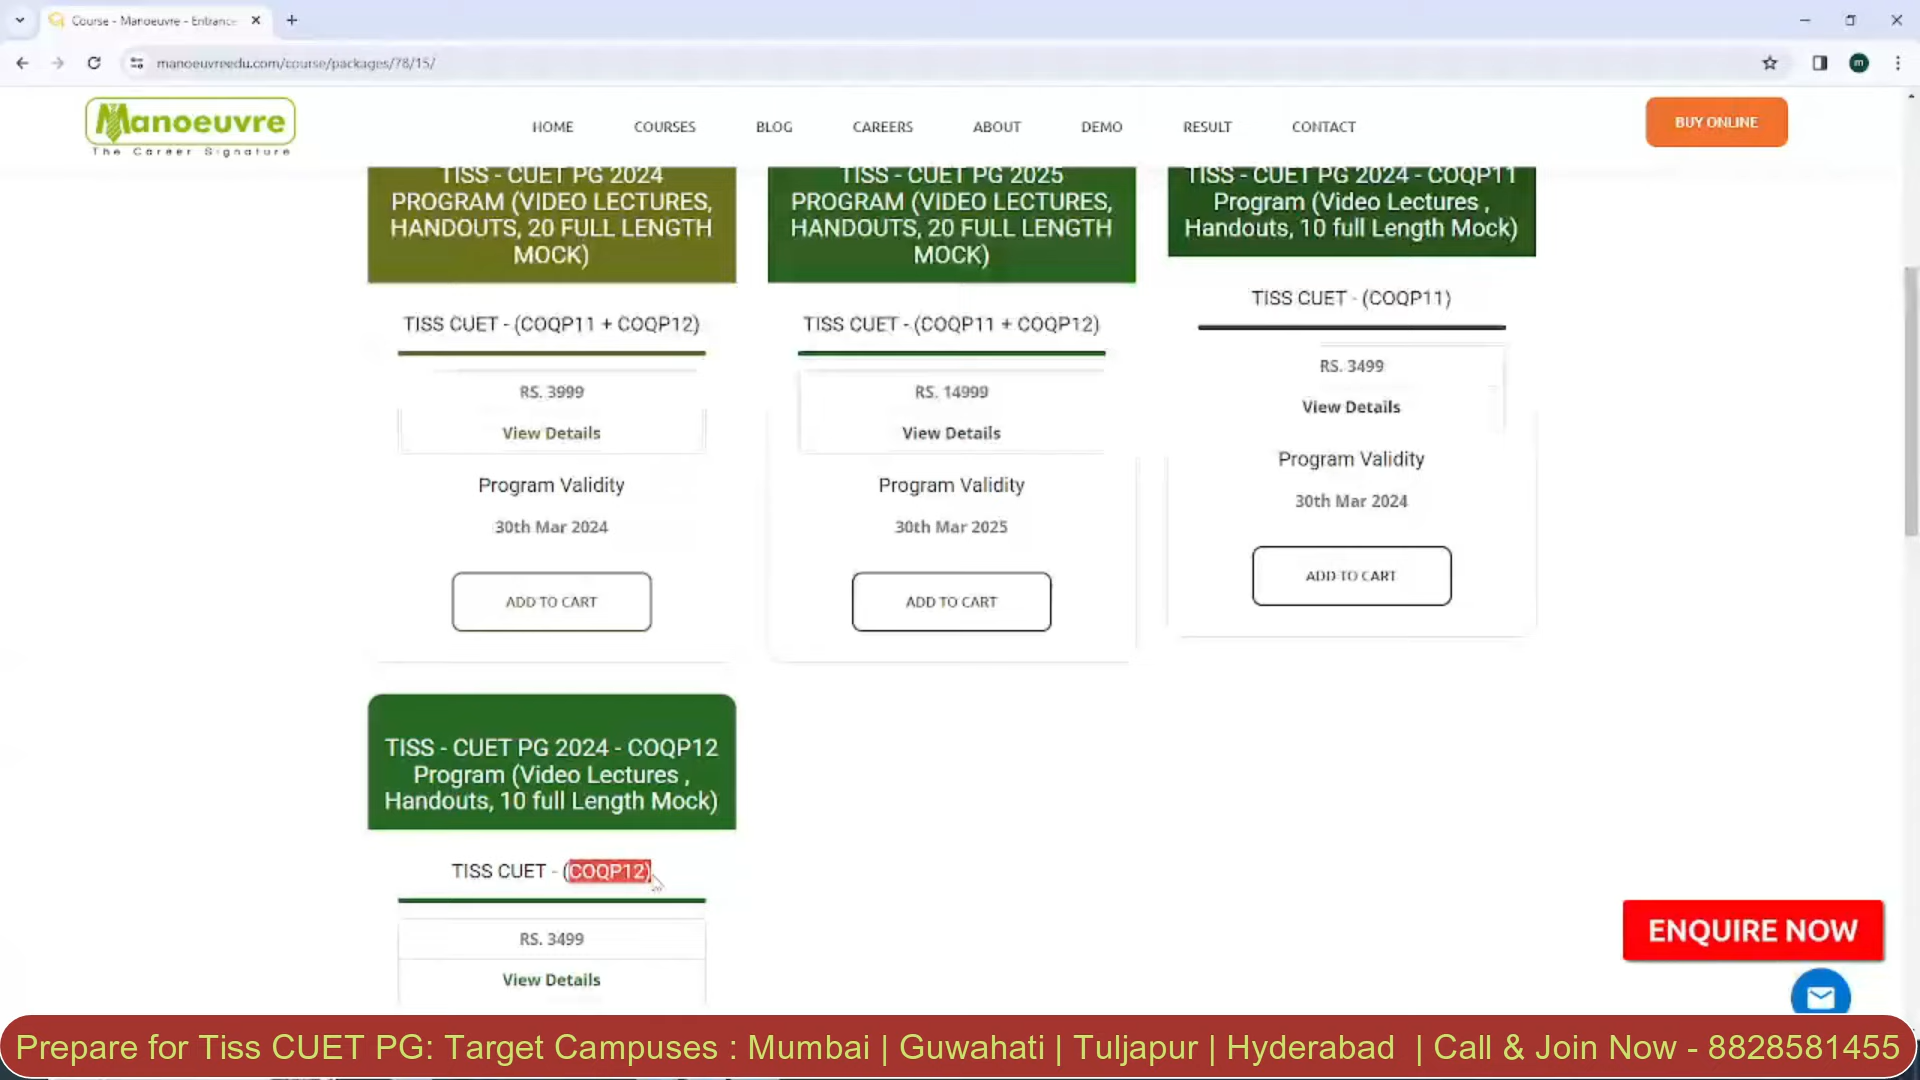 Course - Manoeuvre - Entrance
manoeuvreedu.com/course/packages/78/15/
m
Manoeuvre
The Career Signature
HOME
COURSES
BLOG
CAREERS
ABOUT
DEMO
RESULT
CONTACT
BUY ONLINE
TISS - CUET PG 2024
PROGRAM (VIDEO LECTURES,
HANDOUTS, 20 FULL LENGTH
MOCK)
TISS CUET - (COQP11 + COQP12)
RS. 3999
View Details
Program Validity
30th Mar 2024
ADD TO CART
TISS - CUET PG 2025
PROGRAM (VIDEO LECTURES,
HANDOUTS, 20 FULL LENGTH
MOCK)
TISS CUET - (COQP11 + COQP12)
RS. 14999
View Details
Program Validity
30th Mar 2025
ADD TO CART
TISS - CUET PG 2024 - COQP11
Program (Video Lectures ,
Handouts, 10 full Length Mock)
TISS CUET - (COQP11)
RS. 3499
View Details
Program Validity
30th Mar 2024
ADD TO CART
TISS - CUET PG 2024 - COQP12
Program (Video Lectures ,
Handouts, 10 full Length Mock)
TISS CUET - (COQP12)
RS. 3499
View Details
ENQUIRE NOW
Prepare for Tiss CUET PG: Target Campuses : Mumbai | Guwahati | Tuljapur | Hyderabad | Call & Join Now - 8828581455